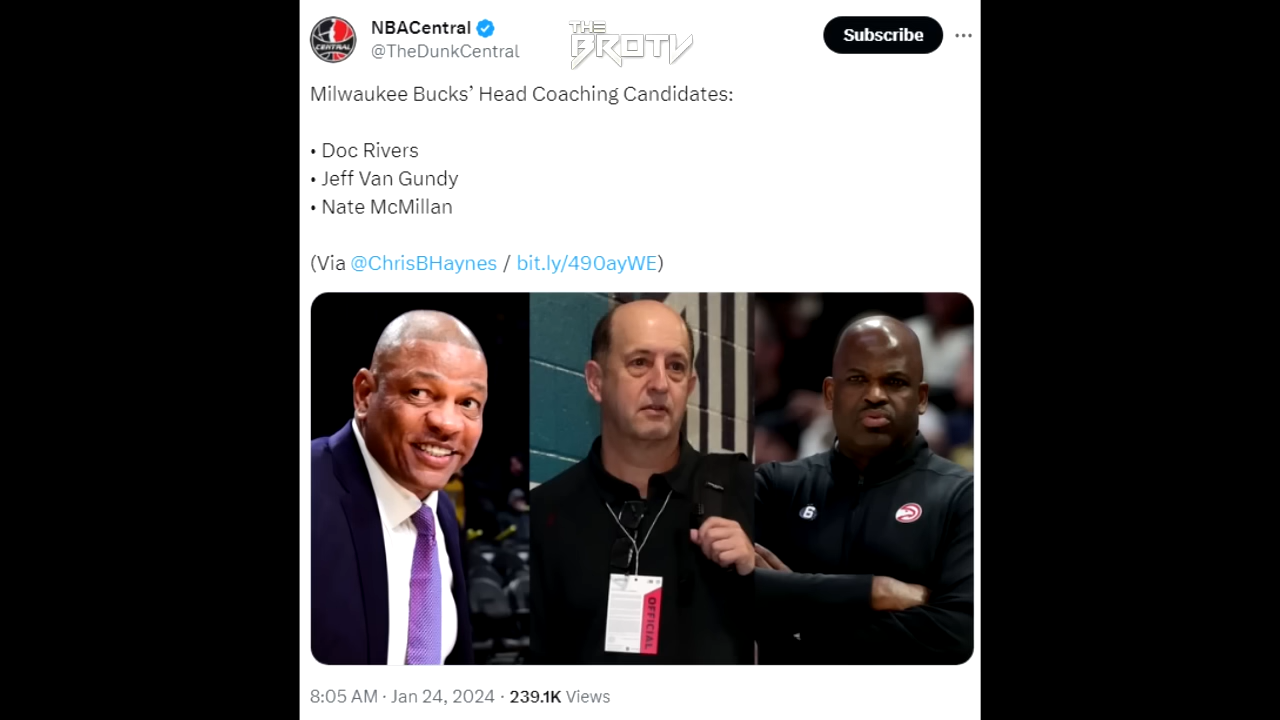 NBACentral
@TheDunkCentral
THE
BROTV
Subscribe
Milwaukee Bucks’ Head Coaching Candidates:
• Doc Rivers
• Jeff Van Gundy
• Nate McMillan
(Via @ChrisBHaynes / bit.ly/490ayWE)
OFFICIAL
6
8:05 AM · Jan 24, 2024 · 239.1K Views